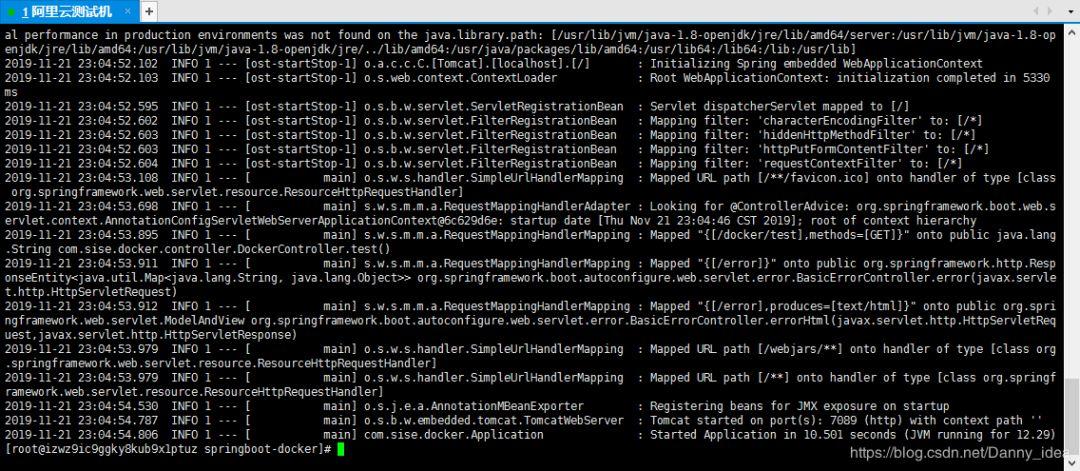 1 阿里云测试机
al performance in production environments was not found on the java.library.path: [/usr/lib/jvm/java-1.8-openjdk/jre/lib/amd64/server:/usr/lib/jvm/java-1.8-op
enjdk/jre/lib/amd64:/usr/lib/jvm/java-1.8-openjdk/jre/../lib/amd64:/usr/java/packages/lib/amd64:/usr/lib64:/lib64:/lib:/usr/lib]
2019-11-21 23:04:52.102  INFO 1 --- [ost-startStop-1] o.a.c.c.C.[Tomcat].[localhost].[/]       : Initializing Spring embedded WebApplicationContext
2019-11-21 23:04:52.103  INFO 1 --- [ost-startStop-1] o.s.web.context.ContextLoader            : Root WebApplicationContext: initialization completed in 5330
ms
2019-11-21 23:04:52.595  INFO 1 --- [ost-startStop-1] o.s.b.w.servlet.ServletRegistrationBean  : Servlet dispatcherServlet mapped to [/]
2019-11-21 23:04:52.602  INFO 1 --- [ost-startStop-1] o.s.b.w.servlet.FilterRegistrationBean   : Mapping filter: 'characterEncodingFilter' to: [/*]
2019-11-21 23:04:52.603  INFO 1 --- [ost-startStop-1] o.s.b.w.servlet.FilterRegistrationBean   : Mapping filter: 'hiddenHttpMethodFilter' to: [/*]
2019-11-21 23:04:52.603  INFO 1 --- [ost-startStop-1] o.s.b.w.servlet.FilterRegistrationBean   : Mapping filter: 'httpPutFormContentFilter' to: [/*]
2019-11-21 23:04:52.604  INFO 1 --- [ost-startStop-1] o.s.b.w.servlet.FilterRegistrationBean   : Mapping filter: 'requestContextFilter' to: [/*]
2019-11-21 23:04:53.108  INFO 1 --- [           main] o.s.w.s.handler.SimpleUrlHandlerMapping  : Mapped URL path [/**/favicon.ico] onto handler of type [class
 org.springframework.web.servlet.resource.ResourceHttpRequestHandler]
2019-11-21 23:04:53.698  INFO 1 --- [           main] s.w.s.m.m.a.RequestMappingHandlerAdapter : Looking for @ControllerAdvice: org.springframework.boot.web.s
ervlet.context.AnnotationConfigServletWebServerApplicationContext@6c629d6e: startup date [Thu Nov 21 23:04:46 CST 2019]; root of context hierarchy
2019-11-21 23:04:53.895  INFO 1 --- [           main] s.w.s.m.m.a.RequestMappingHandlerMapping : Mapped "{[/docker/test],methods=[GET]}" onto public java.lang
.String com.sise.docker.controller.DockerController.test()
2019-11-21 23:04:53.911  INFO 1 --- [           main] s.w.s.m.m.a.RequestMappingHandlerMapping : Mapped "{[/error]}" onto public org.springframework.http.Resp
onseEntity<java.util.Map<java.lang.String, java.lang.Object>> org.springframework.boot.autoconfigure.web.servlet.error.BasicErrorController.error(javax.servle
t.http.HttpServletRequest)
2019-11-21 23:04:53.912  INFO 1 --- [           main] s.w.s.m.m.a.RequestMappingHandlerMapping : Mapped "{[/error],produces=[text/html]}" onto public org.spri
ngframework.web.servlet.ModelAndView org.springframework.boot.autoconfigure.web.servlet.error.BasicErrorController.errorHtml(javax.servlet.http.HttpServletReq
uest,javax.servlet.http.HttpServletResponse)
2019-11-21 23:04:53.979  INFO 1 --- [           main] o.s.w.s.handler.SimpleUrlHandlerMapping  : Mapped URL path [/webjars/**] onto handler of type [class org
.springframework.web.servlet.resource.ResourceHttpRequestHandler]
2019-11-21 23:04:53.979  INFO 1 --- [           main] o.s.w.s.handler.SimpleUrlHandlerMapping  : Mapped URL path [/**] onto handler of type [class org.springf
ramework.web.servlet.resource.ResourceHttpRequestHandler]
2019-11-21 23:04:54.530  INFO 1 --- [           main] o.s.j.e.a.AnnotationMBeanExporter        : Registering beans for JMX exposure on startup
2019-11-21 23:04:54.787  INFO 1 --- [           main] o.s.b.w.embedded.tomcat.TomcatWebServer  : Tomcat started on port(s): 7089 (http) with context path ''
2019-11-21 23:04:54.806  INFO 1 --- [           main] com.sise.docker.Application              : Started Application in 10.501 seconds (JVM running for 12.29)
[root@izwz9ic9ggky8kub9x1ptuz springboot-docker]#
https://blog.csdn.net/Danny_idea